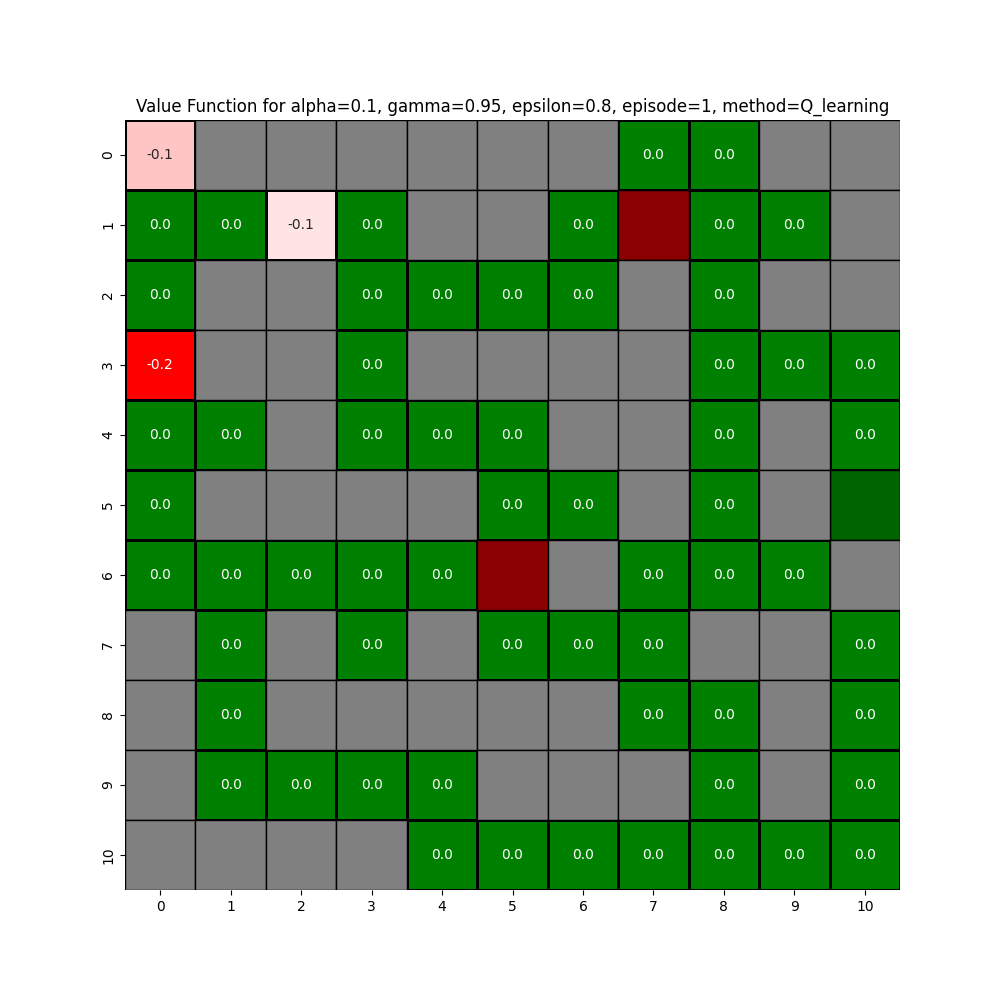 Value Function for alpha=0.1, gamma=0.95, epsilon=0.8, episode=1, method=Q_learning
0 -0.1 0.0 0.0
1 0.0 0.0 -0.1 0.0 0.0 0.0 0.0
2 0.0 0.0 0.0 0.0 0.0 0.0
3 -0.2 0.0 0.0 0.0 0.0
4 0.0 0.0 0.0 0.0 0.0 0.0 0.0
5 0.0 0.0 0.0 0.0
6 0.0 0.0 0.0 0.0 0.0 0.0 0.0 0.0
7 0.0 0.0 0.0 0.0 0.0 0.0
8 0.0 0.0 0.0 0.0
9 0.0 0.0 0.0 0.0 0.0 0.0
10 0.0 0.0 0.0 0.0 0.0 0.0 0.0
0 1 2 3 4 5 6 7 8 9 10